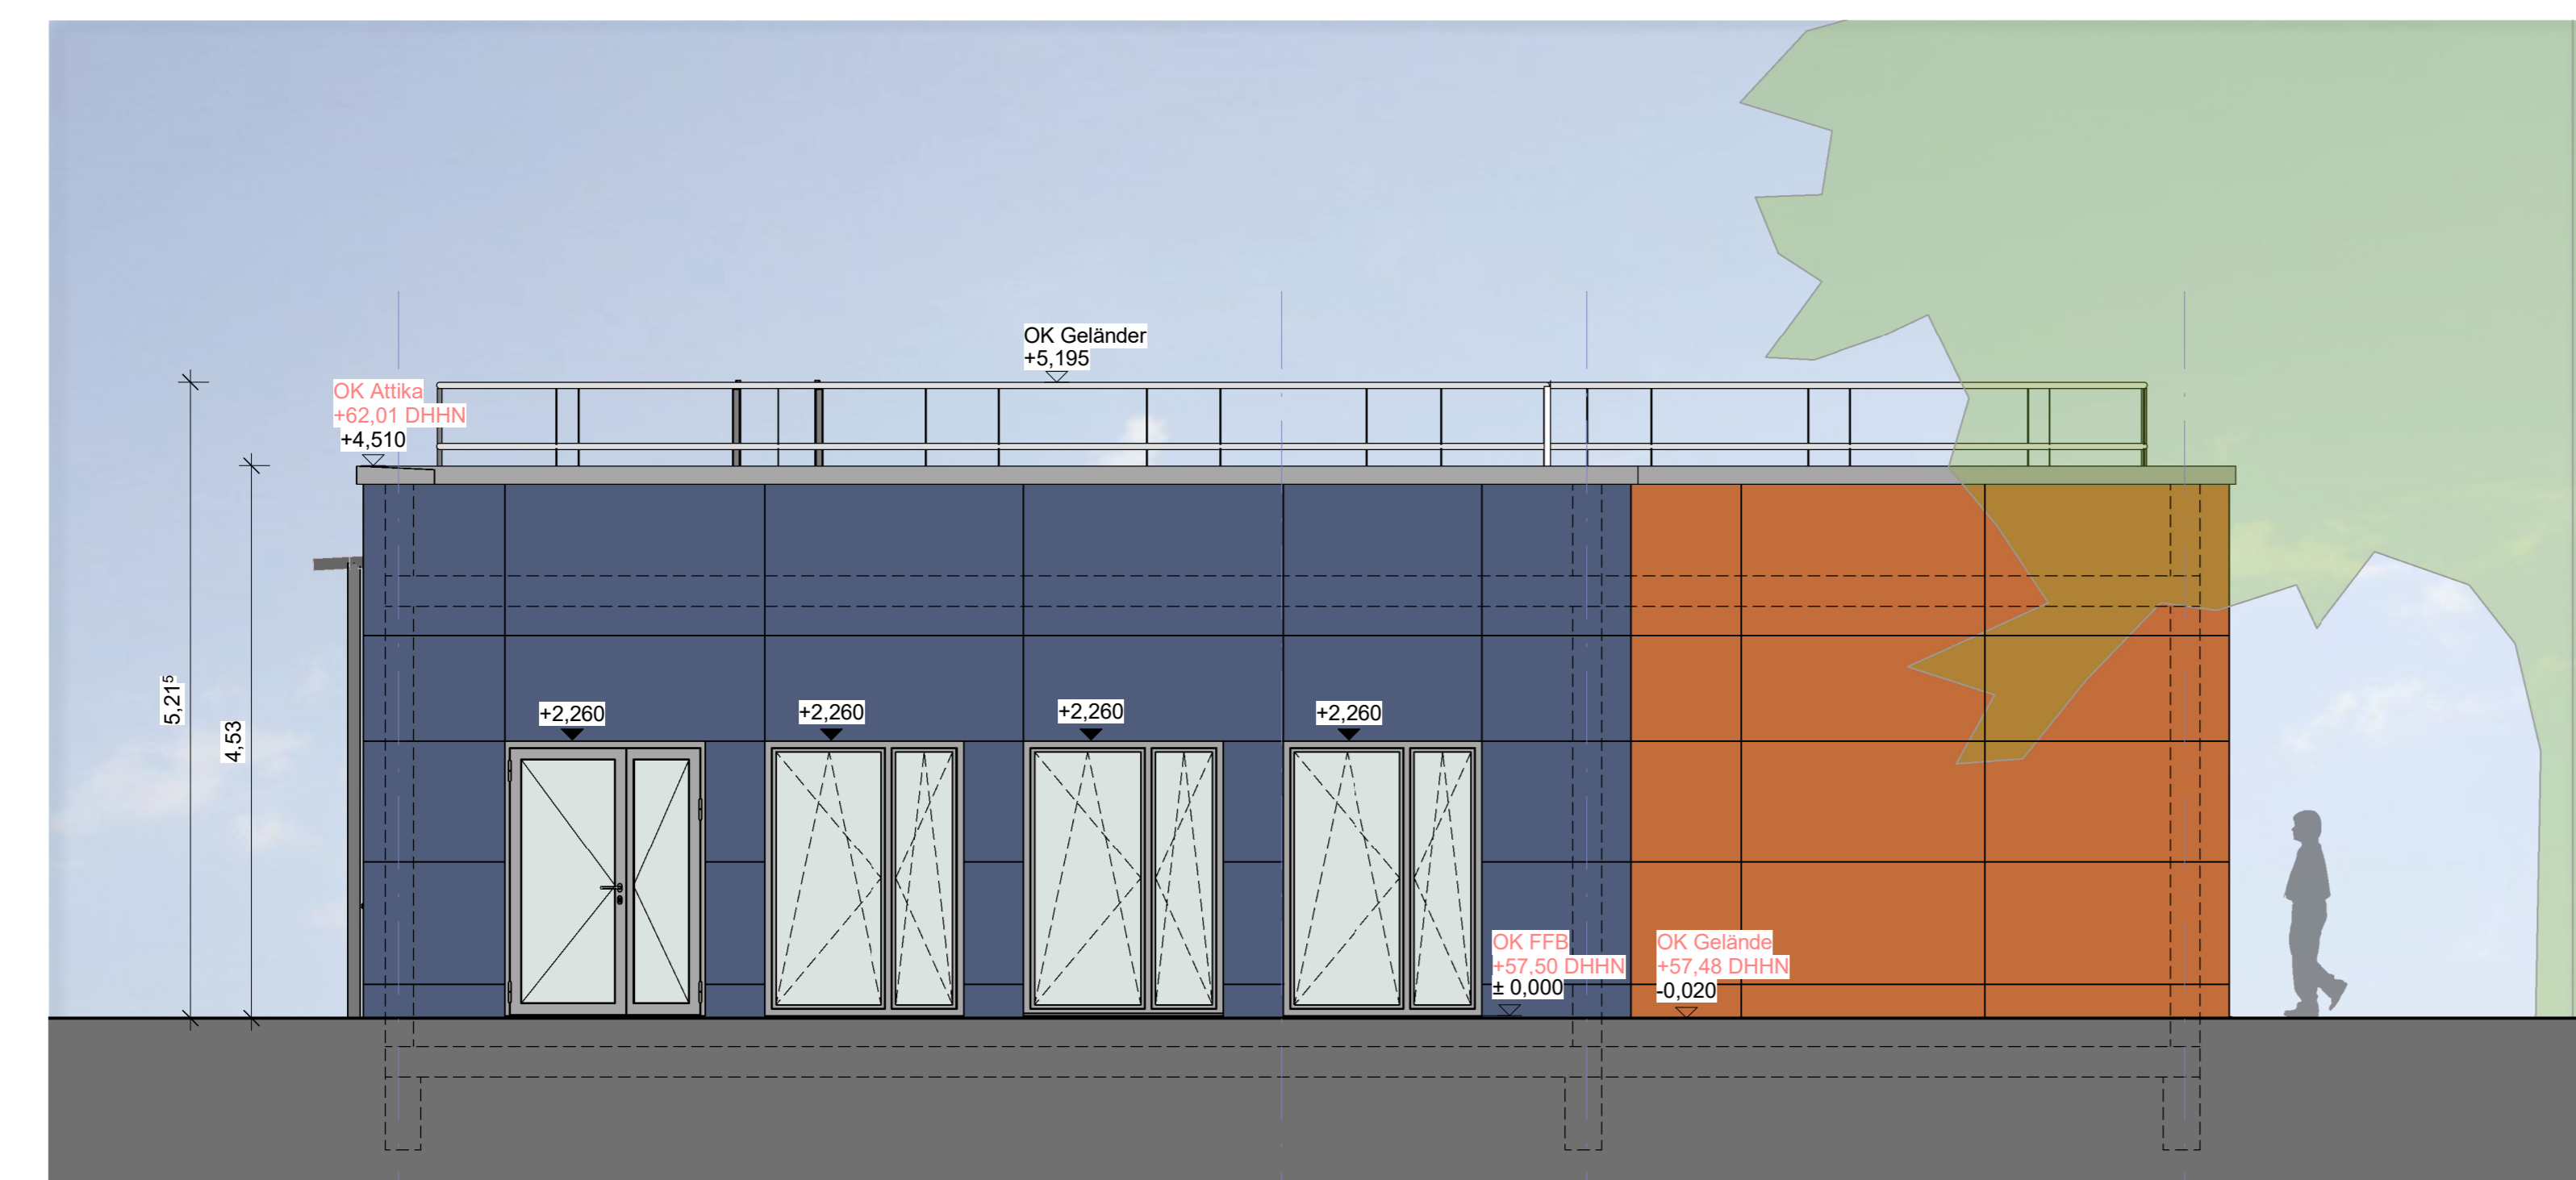 OK Geländer
+5,195
OK Attika
+62,01 DHHN
+4,510
5,21⁵
4,53
+2,260
+2,260
+2,260
+2,260
OK FFB
+57,50 DHHN
± 0,000
OK Gelände
+57,48 DHHN
-0,020